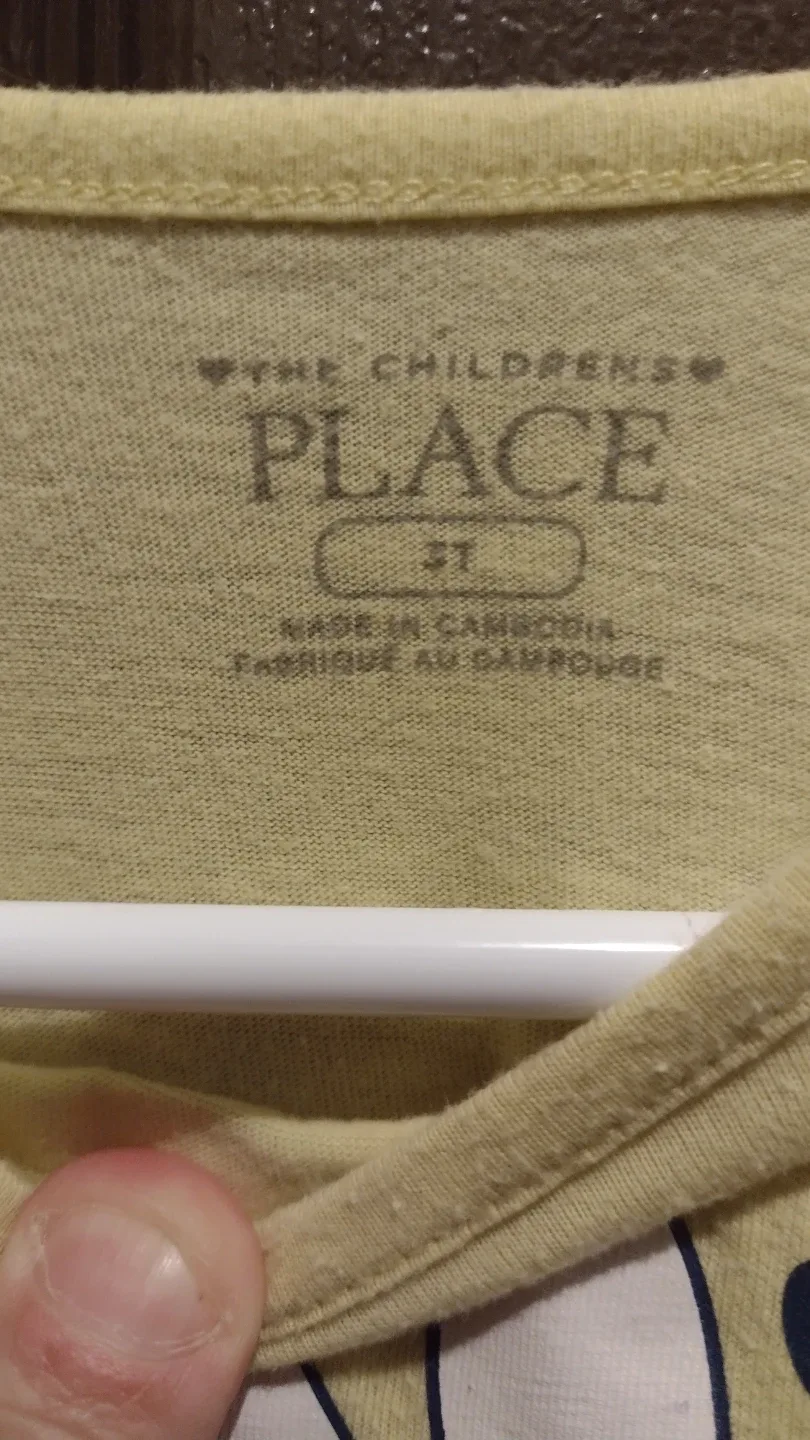 ♥THE CHILDRENS♥
PLACE
3T
MADE IN CAMBODIA
FABRIQUÉ AU CAMBODGE